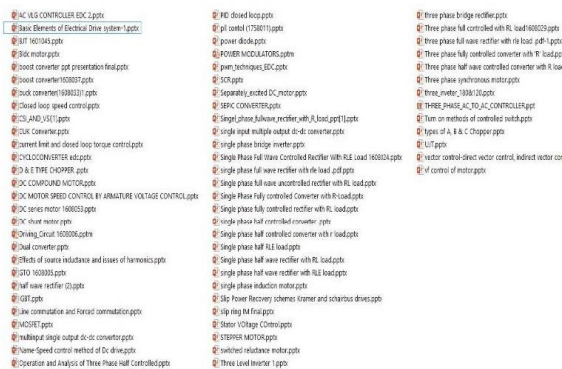 AC VLG CONTROLLER EDC 2.pptx
Basic Elements of Electrical Drive system-1.pptx
BJT 1601045.pptx
Bldc motor.pptx
boost converter ppt presentation final.pptx
boost converter1608037.pptx
buck converter(1608033)1.pptx
Closed loop speed control.pptx
CSI_AND_VSI[1].pptx
CUK Converter.pptx
current limit and closed loop torque control.pptx
CYCLOCONVERTER edc.pptx
D & E TYPE CHOPPER .pptx
DC COMPOUND MOTOR.pptx
DC MOTOR SPEED CONTROL BY ARMATURE VOLTAGE CONTROL.pptx
DC series motor 1608053.pptx
DC shunt motor.pptx
Driving_Circuit 1608006.pptm
Dual converter.pptx
Effects of source inductance and issues of harmonics.pptx
GTO 1608005.pptx
half wave rectifier (2).pptx
IGBT.pptx
Line commutation and Forced commutation.pptx
MOSFET.pptx
multiinput single output dc-dc convertor.pptx
Name-Speed control method of Dc drive.pptx
Operation and Analysis of Three Phase Half Controlled.pptx
PID closed loop.pptx
pll contol (1758011).pptx
power diode.pptx
POWER MODULATORS.pptm
pwm_techniques_EDC.pptx
SCR.pptx
Separately_excited DC_motor.pptx
SEPIC CONVERTER.pptx
Singel_phase_fullwave_rectifier_with_R_load_ppt[1].pptx
single input multiple output dc-dc converter.pptx
single phase bridge inverter.pptx
Single Phase Full Wave Controlled Rectifier With RLE Load 1608024.pptx
single phase full wave rectifier with rle load .pdf.pptx
Single phase full-wave uncontrolled rectifier with RL load.pptx
Single Phase Fully controlled Converter with R-Load.pptx
Single phase fully controlled rectifier with RL load.pptx
single phase half controlled converter .pptx
Single phase half controlled converter with r load.pptx
Single phase half RLE load.pptx
Single phase half wave rectifier with RL load.pptx
single phase half wave rectifier with RLE load.pptx
single phase induction motor.pptx
Slip Power Recovery schemes Kramer and schairbus drives.pptx
slip ring IM final.pptx
Stator VOltage COntrol.pptx
STEPPER MOTOR.pptx
switched reluctance motor.pptx
Three Level Inverter 1.pptx
three phase bridge rectifier.pptx
Three phase full controlled with RL load1608029.pptx
three phase full wave rectifier with rle load .pdf-1.pptx
Three phase fully controlled converter with 'R'
Three phase half wave controlled converter with R loa
Three phase synchronous motor.pptx
three_inveter_180&120.pptx
THREE_PHASE_AC_TO_AC_CONTROLLER.ppt
Turn on methods of controlled switch.pptx
types of A, B & C Chopper.pptx
UJT.pptx
vector control-direct vector control, indirect vector con
vf control of motor.pptx